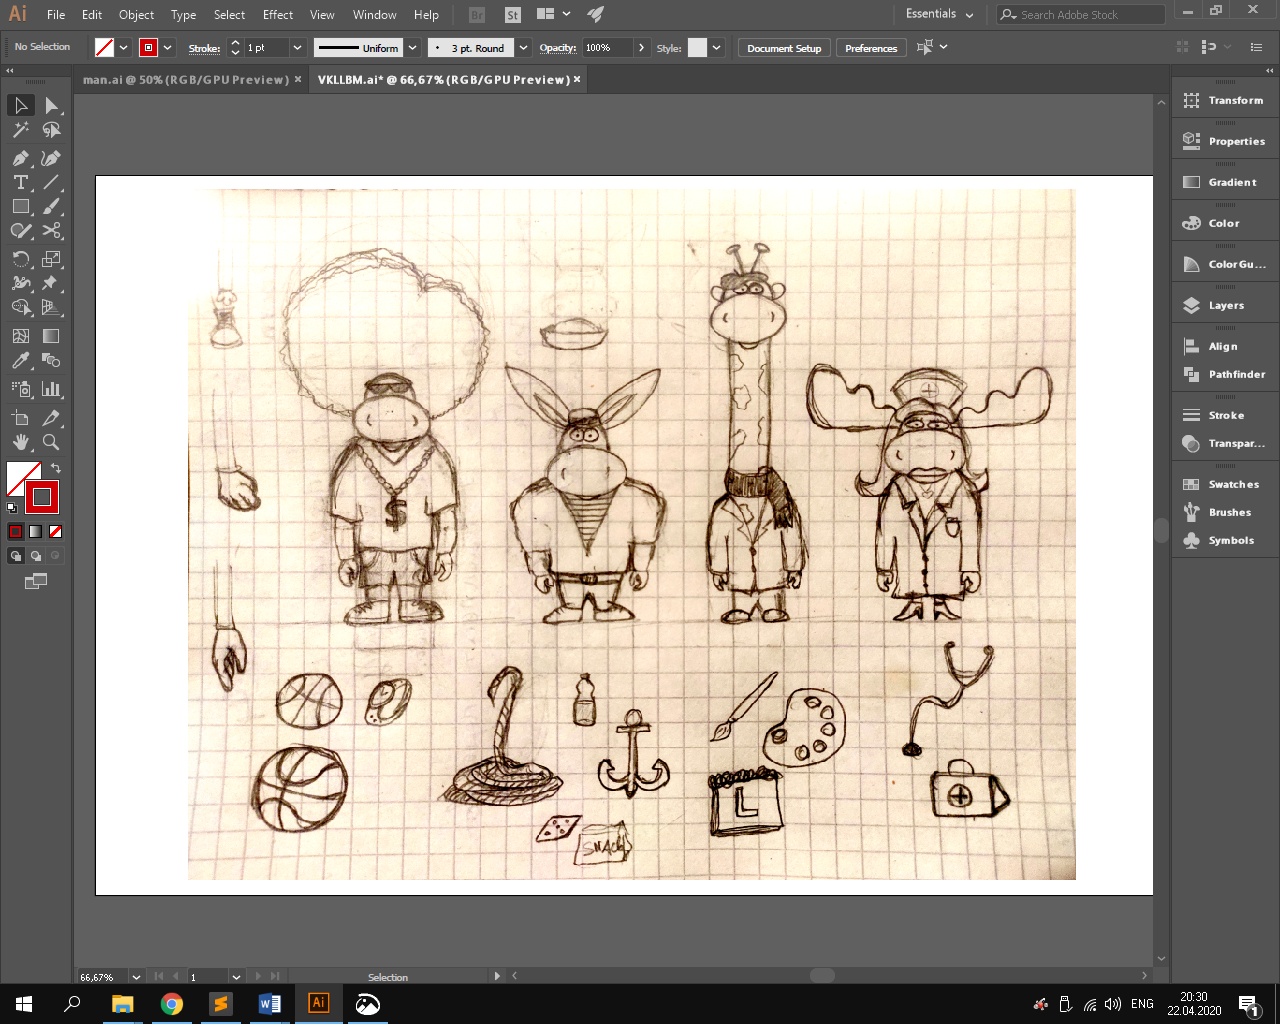 Ai File Edit Object Type Select Effect View Window Help Br St Essentials Search Adobe Stock
No Selection Stroke: 1 pt Uniform 3 pt. Round Opacity: 100% Style: Document Setup Preferences
man.ai @ 50% (RGB/GPU Preview) × VKLLBM.ai* @ 66,67% (RGB/GPU Preview) ×
Transform
Properties
Gradient
Color
ColorGu...
Layers
Align
Pathfinder
Stroke
Transpar...
Swatches
Brushes
Symbols
$
L
SNACK
66,67% 1 Selection
Ai ENG 20:30
22.04.2020
1